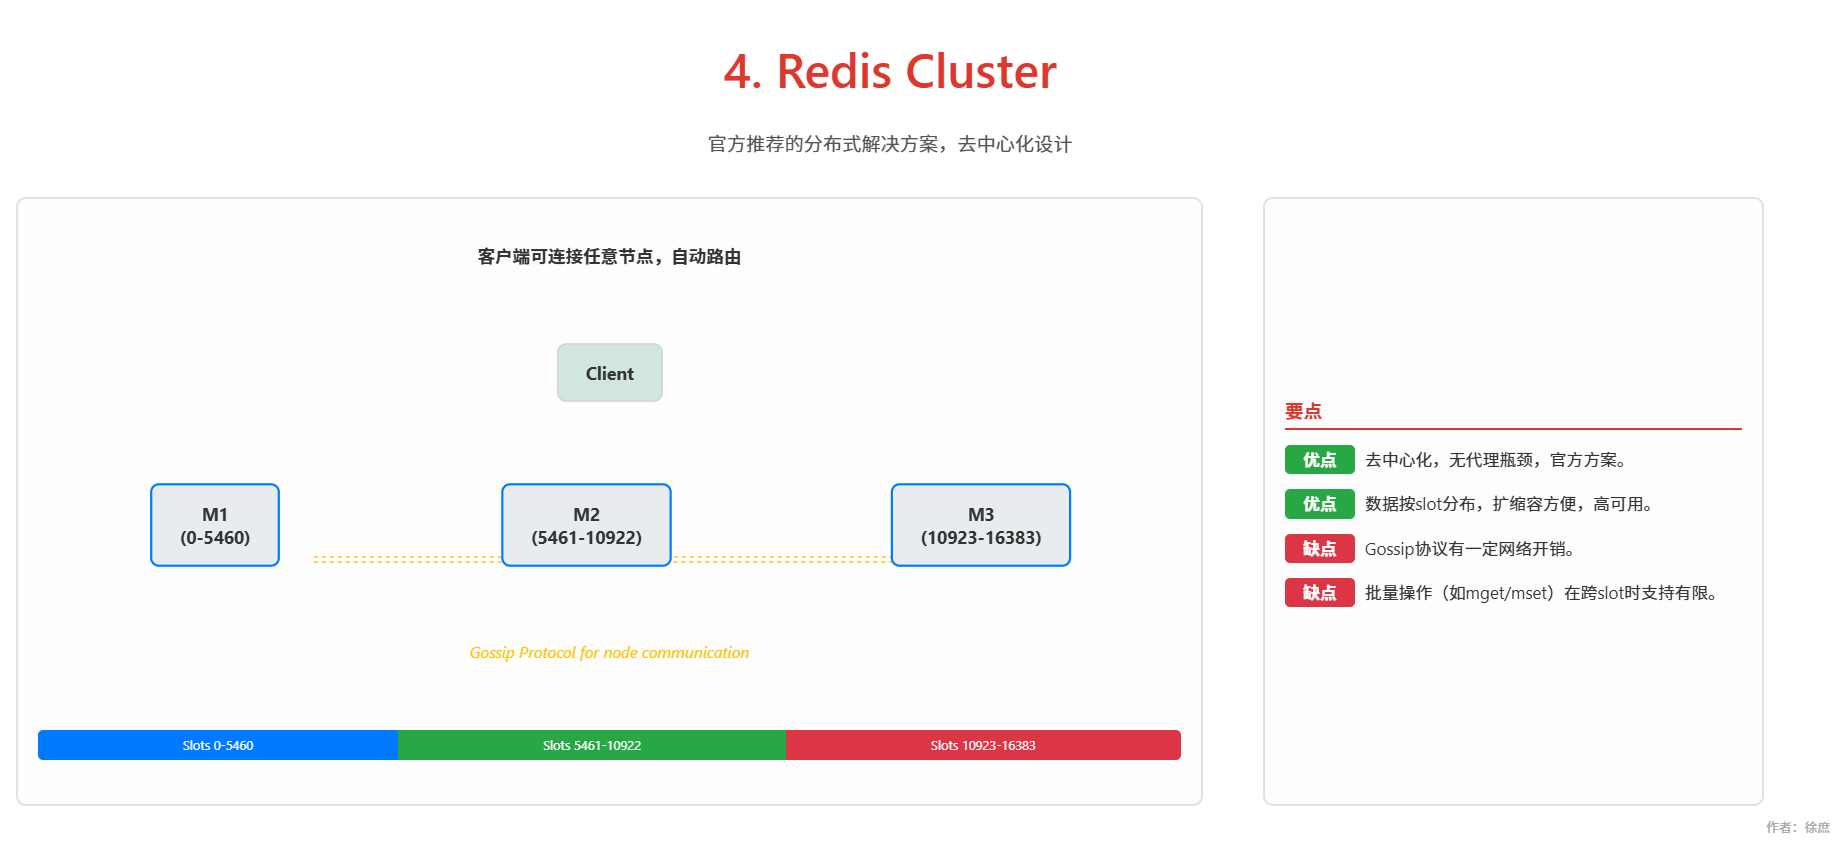 4. Redis Cluster
官方推荐的分布式解决方案，去中心化设计
客户端可连接任意节点，自动路由
Client
M1
(0-5460)
M2
(5461-10922)
M3
(10923-16383)
Gossip Protocol for node communication
Slots 0-5460
Slots 5461-10922
Slots 10923-16383
要点
优点 去中心化，无代理瓶颈，官方方案。
优点 数据按slot分布，扩缩容方便，高可用。
缺点 Gossip协议有一定网络开销。
缺点 批量操作（如mget/mset）在跨slot时支持有限。
作者：徐庶